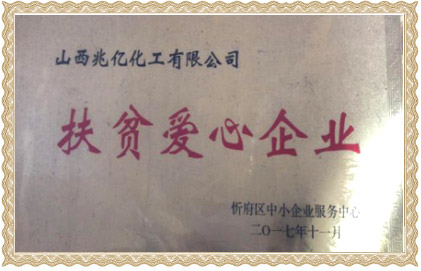 山西兆亿化工有限公司
扶贫爱心企业
忻府区中小企业服务中心
二〇一七年十一月